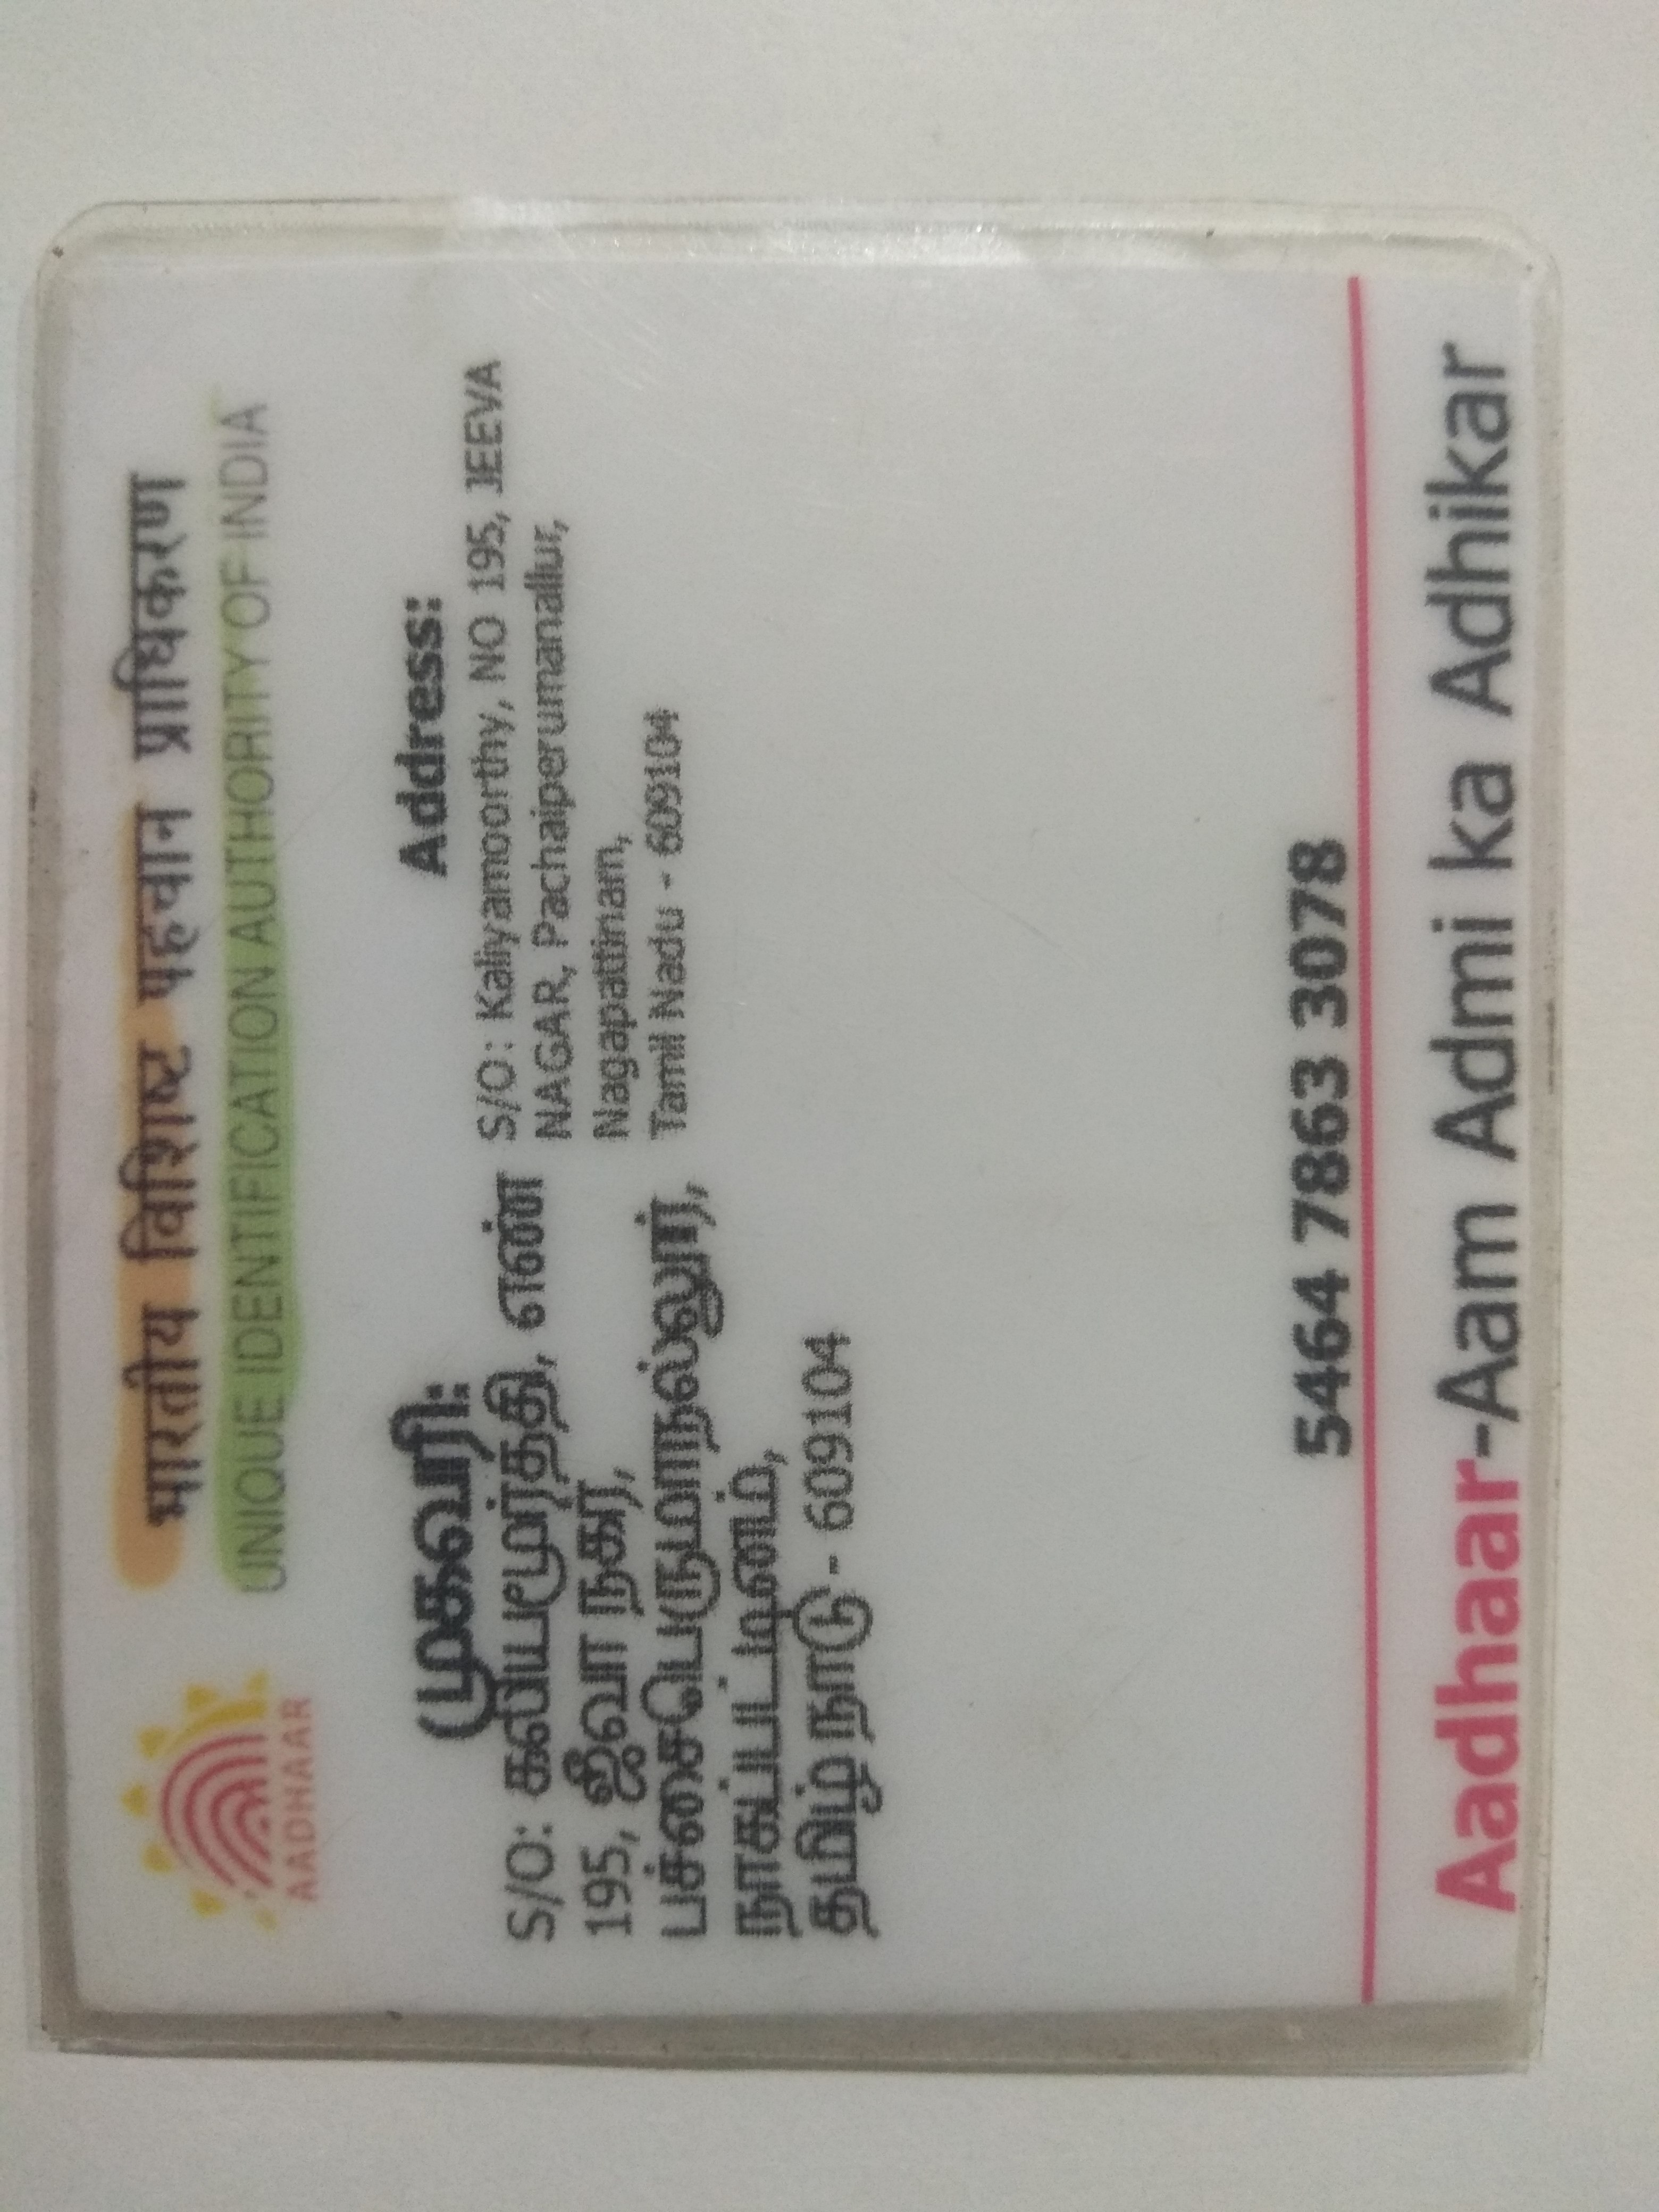 भारतीय विशिष्ट पहचान प्राधिकरण
UNIQUE IDENTIFICATION AUTHORITY OF INDIA
AADHAAR
முகவரி:
S/O: கலியமூர்த்தி, எண்
195, ஜீவா நகர,
பச்சைபெருமாநல்லுர்,
நாகப்பட்டினம்,
தமிழ் நாடு - 609104
Address:
S/O: Kaliyamoorthy, NO 195, JEEVA
NAGAR, Pachaiperumanallur,
Nagapattinam,
Tamil Nadu - 609104
5464 7863 3078
Aadhaar-Aam Admi ka Adhikar